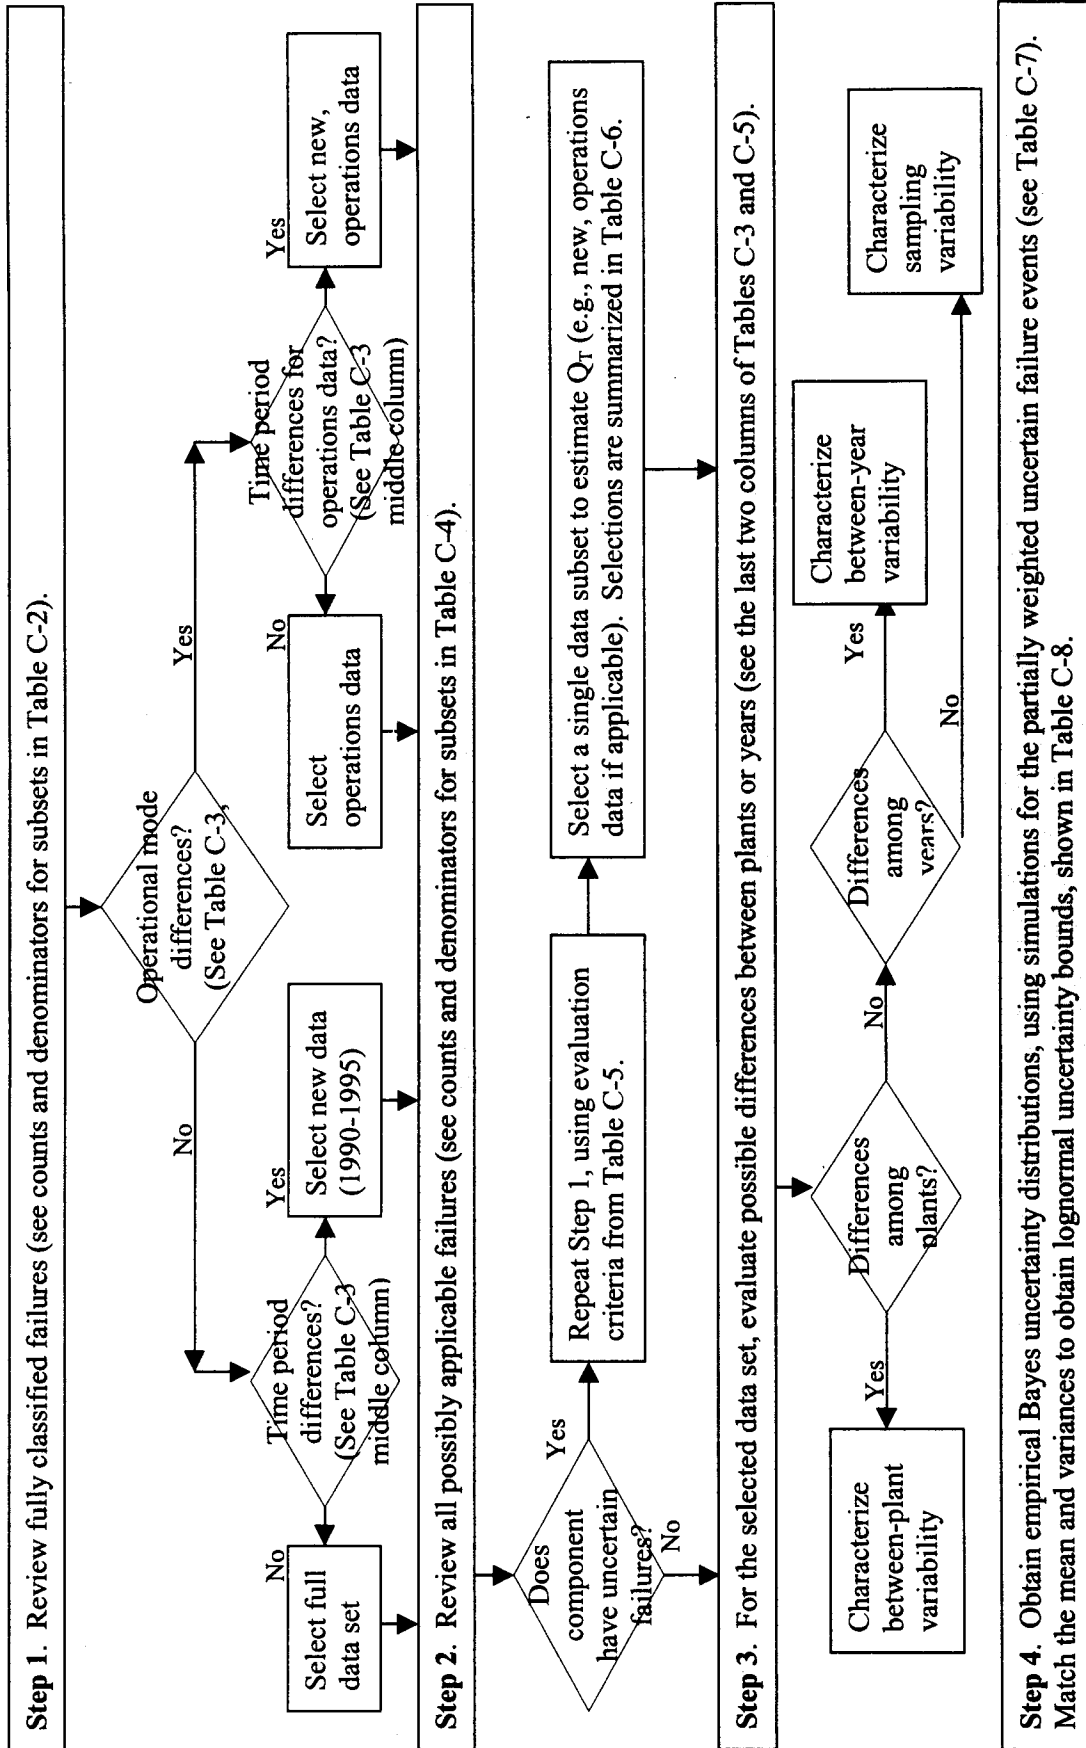 Step 1. Review fully classified failures (see counts and denominators for subsets in Table C-2).
Operational mode
differences?
(See Table C-3,
No
Yes
Time period
differences?
(See Table C-3
middle column)
No
Yes
Select full
data set
Select new data
(1990-1995)
Time period
differences for
operations data?
(See Table C-3
middle column)
No
Yes
Select
operations data
Select new,
operations data
Step 2. Review all possibly applicable failures (see counts and denominators for subsets in Table C-4).
Does
component
have uncertain
failures?
Yes
No
Repeat Step 1, using evaluation
criteria from Table C-5.
Select a single data subset to estimate QT (e.g., new, operations
data if applicable). Selections are summarized in Table C-6.
Step 3. For the selected data set, evaluate possible differences between plants or years (see the last two columns of Tables C-3 and C-5).
Differences
among
plants?
Yes
No
Characterize
between-plant
variability
Differences
among
years?
Yes
No
Characterize
between-year
variability
Characterize
sampling
variability
Step 4. Obtain empirical Bayes uncertainty distributions, using simulations for the partially weighted uncertain failure events (see Table C-7).
Match the mean and variances to obtain lognormal uncertainty bounds, shown in Table C-8.